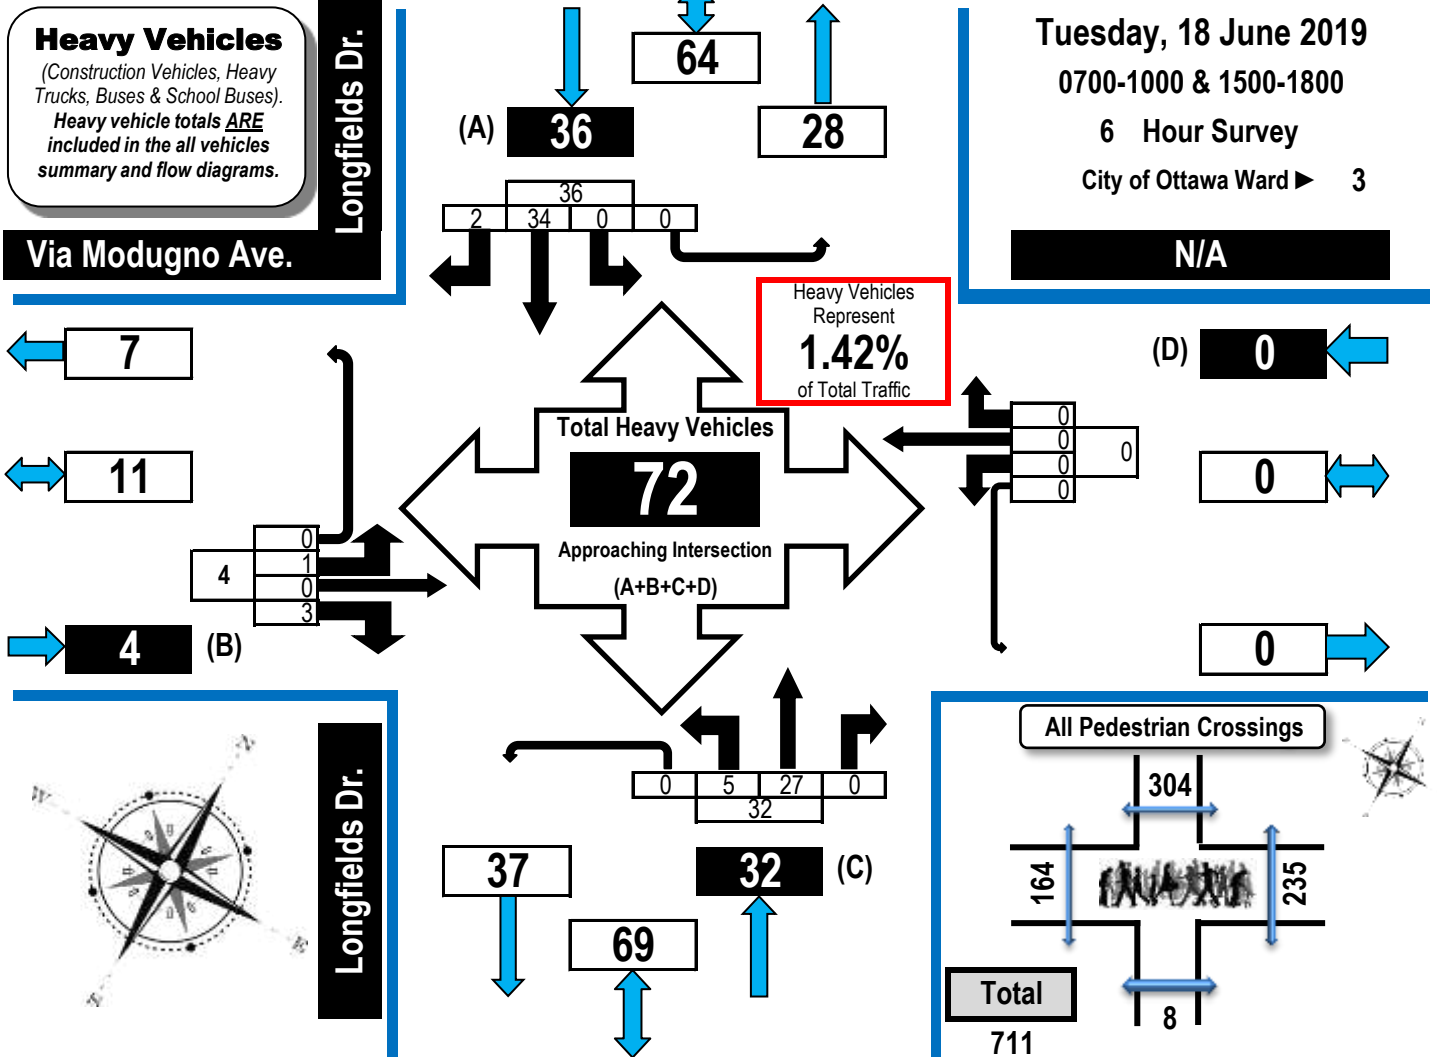 Heavy Vehicles
(Construction Vehicles, Heavy
Trucks, Buses & School Buses).
Heavy vehicle totals ARE
included in the all vehicles
summary and flow diagrams.
Longfields Dr.
Via Modugno Ave.
64
(A) 36
28
36
2 34 0 0
Tuesday, 18 June 2019
0700-1000 & 1500-1800
6 Hour Survey
City of Ottawa Ward ► 3
N/A
Heavy Vehicles
Represent
1.42%
of Total Traffic
7
11
0
1
0
3
4
4 (B)
Total Heavy Vehicles
72
Approaching Intersection
(A+B+C+D)
(D) 0
0
0
0
0
0
0
0
Longfields Dr.
N
W
E
0 5 27 0
32
37
32 (C)
69
All Pedestrian Crossings
304
164
235
8
Total
711